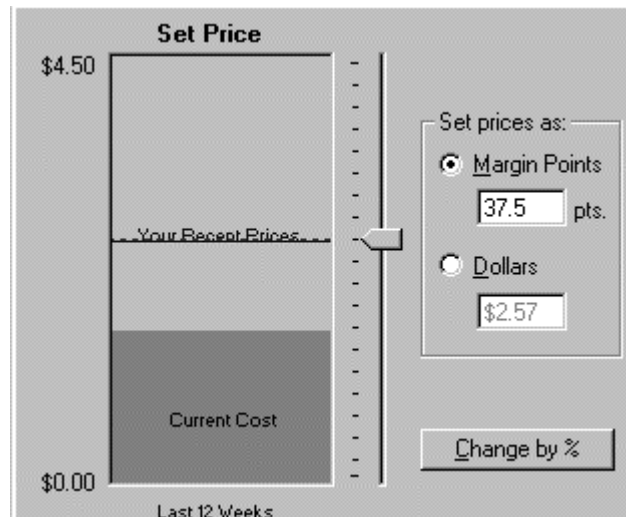 Set Price
$4.50
Set prices as:
Margin Points
37.5 pts.
Your Recent Prices
Dollars
$2.57
Current Cost
Change by %
$0.00
Last 12 Weeks